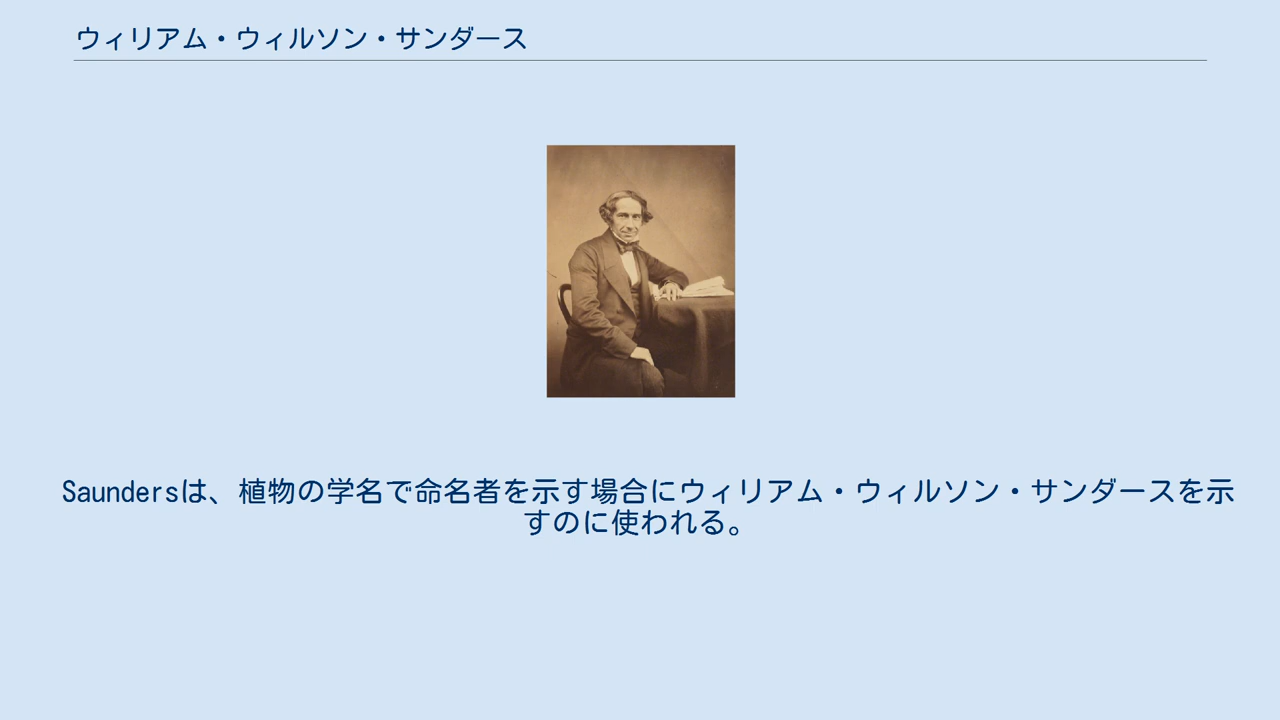 ウィリアム・ウィルソン・サンダース
Saundersは、植物の学名で命名者を示す場合にウィリアム・ウィルソン・サンダースを示
すのに使われる。